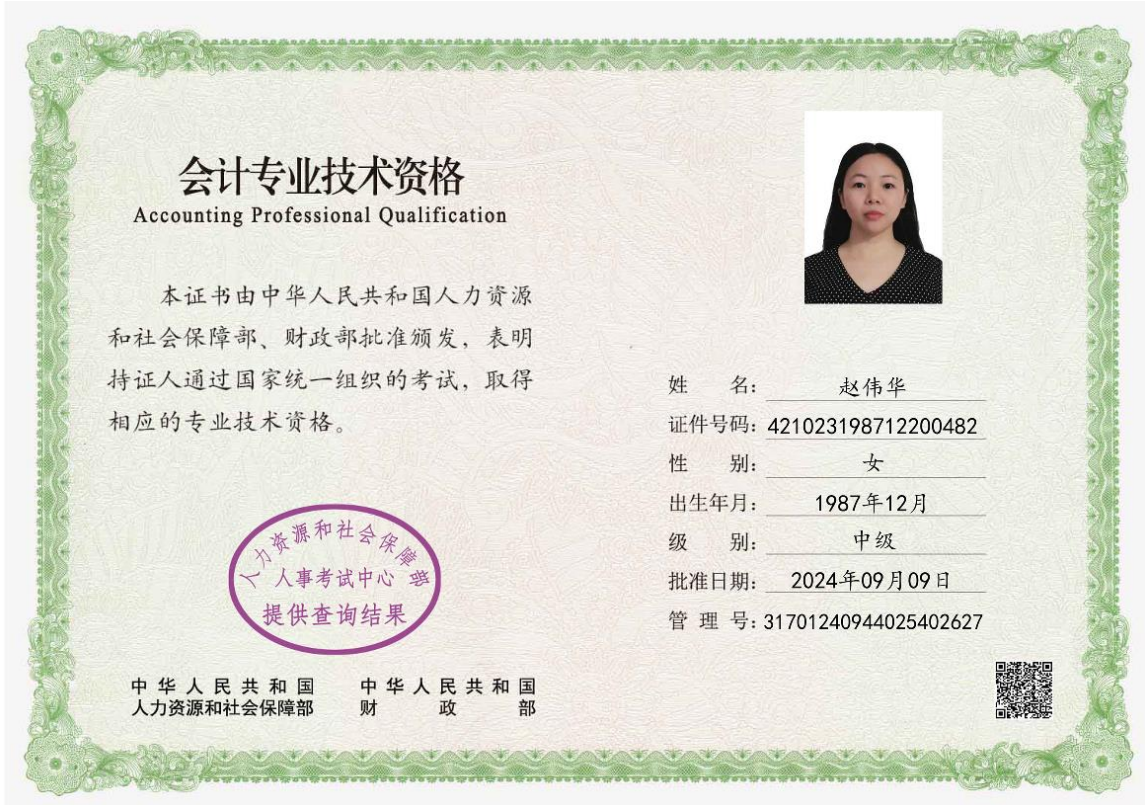 会计专业技术资格
Accounting Professional Qualification
本证书由中华人民共和国人力资源
和社会保障部、财政部批准颁发，表明
持证人通过国家统一组织的考试，取得
相应的专业技术资格。
人力资源和社会保障部
人事考试中心
提供查询结果
中华人民共和国
人力资源和社会保障部
中华人民共和国
财政部
姓名：赵伟华
证件号码：421023198712200482
性别：女
出生年月：1987年12月
级别：中级
批准日期：2024年09月09日
管理号：31701240944025402627